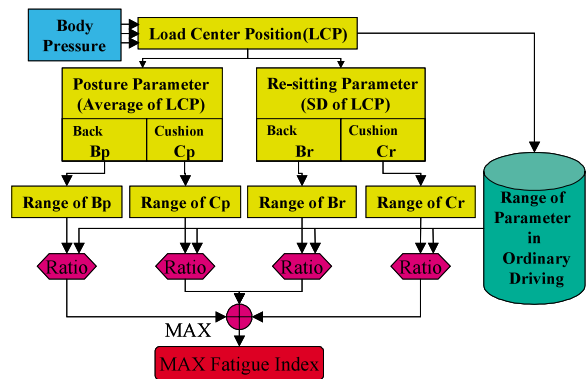 Body
Pressure
Load Center Position(LCP)
Posture Parameter
(Average of LCP)
Back
Bp
Cushion
Cp
Re-sitting Parameter
(SD of LCP)
Back
Br
Cushion
Cr
Range of Bp
Range of Cp
Range of Br
Range of Cr
Range of
Parameter
in
Ordinary
Driving
Ratio
Ratio
Ratio
Ratio
MAX
MAX Fatigue Index